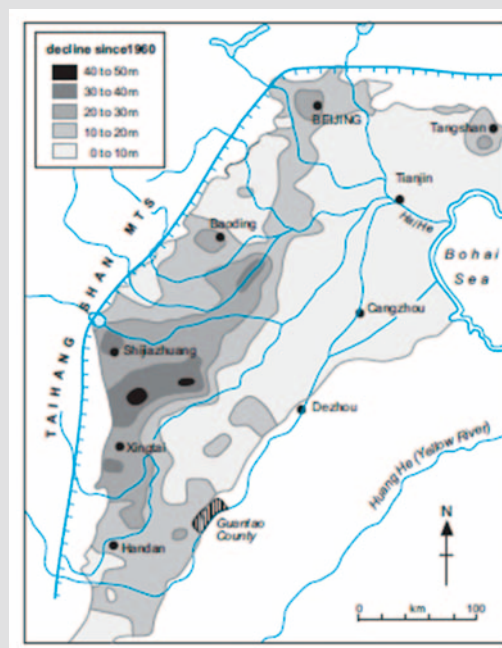 decline since1960
40 to 50m
30 to 40m
20 to 30m
10 to 20m
0 to 10m
BEIJING
Tangshan
Tianjin
HaiHe
Bohai
Sea
Baoding
TAIHANG SHAN MTS
Cangzhou
Shijiazhuang
Dezhou
Xingtai
Huang He (Yellow River)
Guantao
County
Handan
N
0 km 100